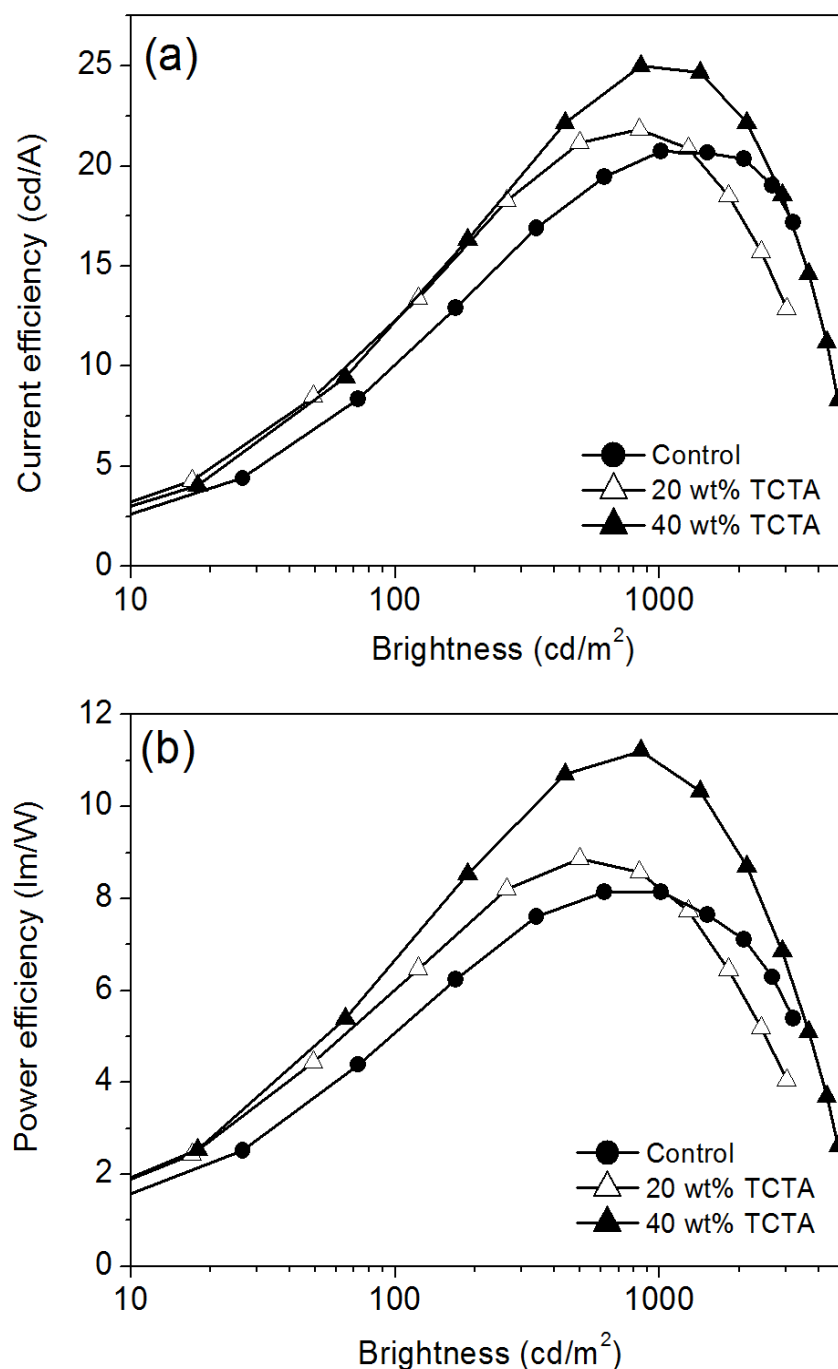 (a)
Current efficiency (cd/A)
25
20
15
10
5
0
Control
20 wt% TCTA
40 wt% TCTA
10
100
1000
Brightness (cd/m²)
(b)
Power efficiency (lm/W)
12
10
8
6
4
2
0
Control
20 wt% TCTA
40 wt% TCTA
10
100
1000
Brightness (cd/m²)